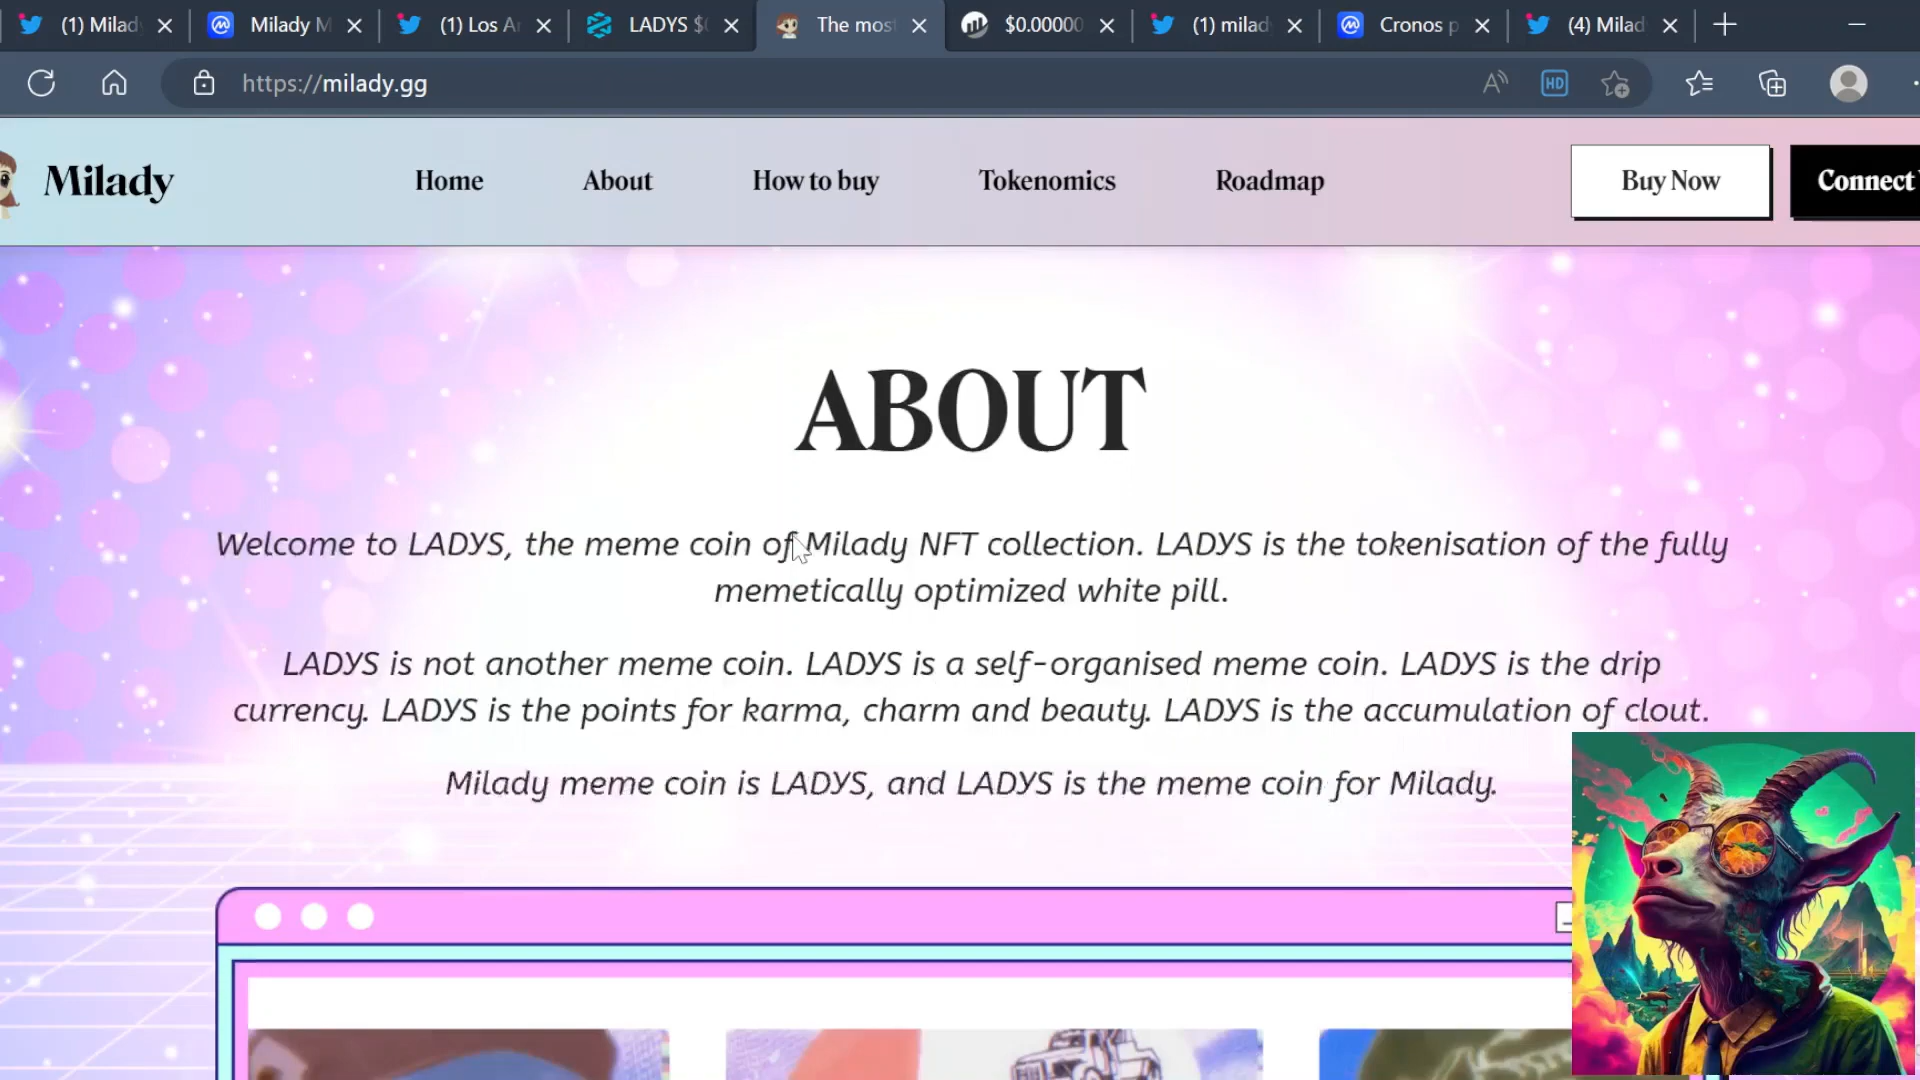 (1) Milad
Milady M
(1) Los A
LADYS $(
The mos
$0.00000
(1) milad
Cronos p
(4) Milad
https://milady.gg
HD
Milady
Home
About
How to buy
Tokenomics
Roadmap
Buy Now
Connect
ABOUT
Welcome to LADYS, the meme coin of Milady NFT collection. LADYS is the tokenisation of the fully
memetically optimized white pill.
LADYS is not another meme coin. LADYS is a self-organised meme coin. LADYS is the drip
currency. LADYS is the points for karma, charm and beauty. LADYS is the accumulation of clout.
Milady meme coin is LADYS, and LADYS is the meme coin for Milady.